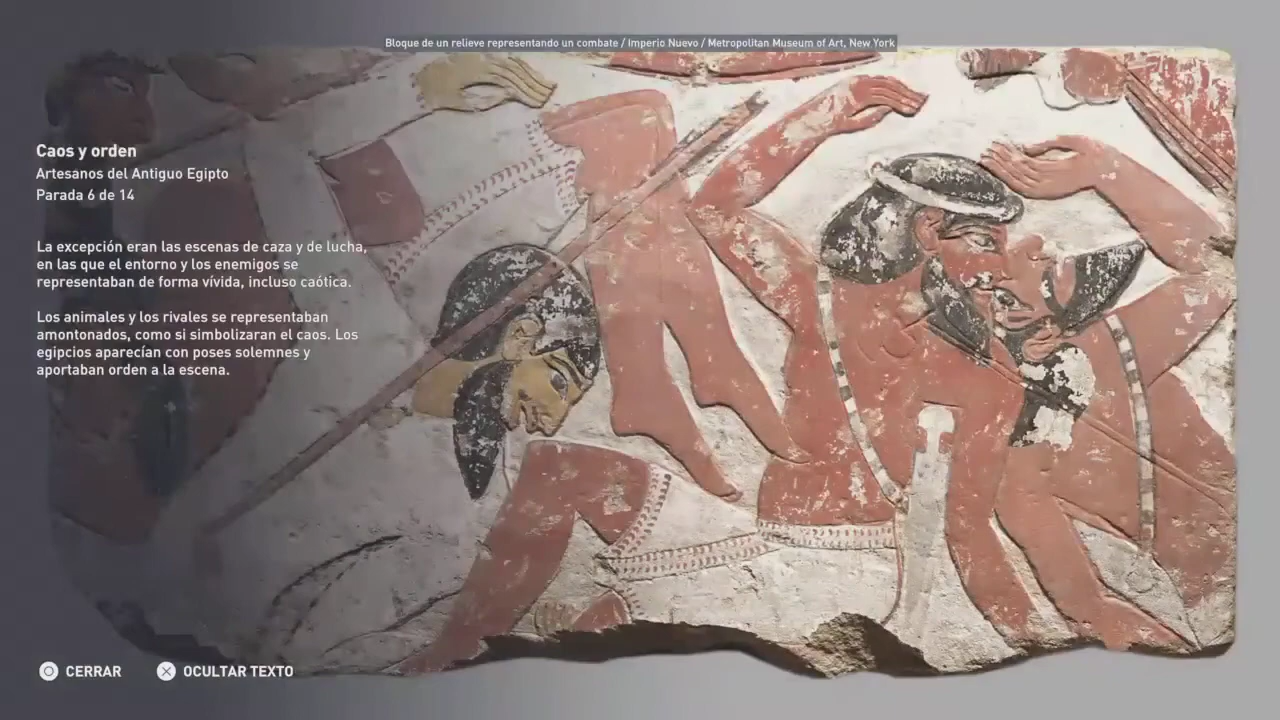 Bloque de un relieve representando un combate / Imperio Nuevo / Metropolitan Museum of Art, New York
Caos y orden
Artesanos del Antiguo Egipto
Parada 6 de 14
La excepción eran las escenas de caza y de lucha,
en las que el entorno y los enemigos se
representaban de forma vívida, incluso caótica.
Los animales y los rivales se representaban
amontonados, como si simbolizaran el caos. Los
egipcios aparecían con poses solemnes y
aportaban orden a la escena.
CERRAR
OCULTAR TEXTO